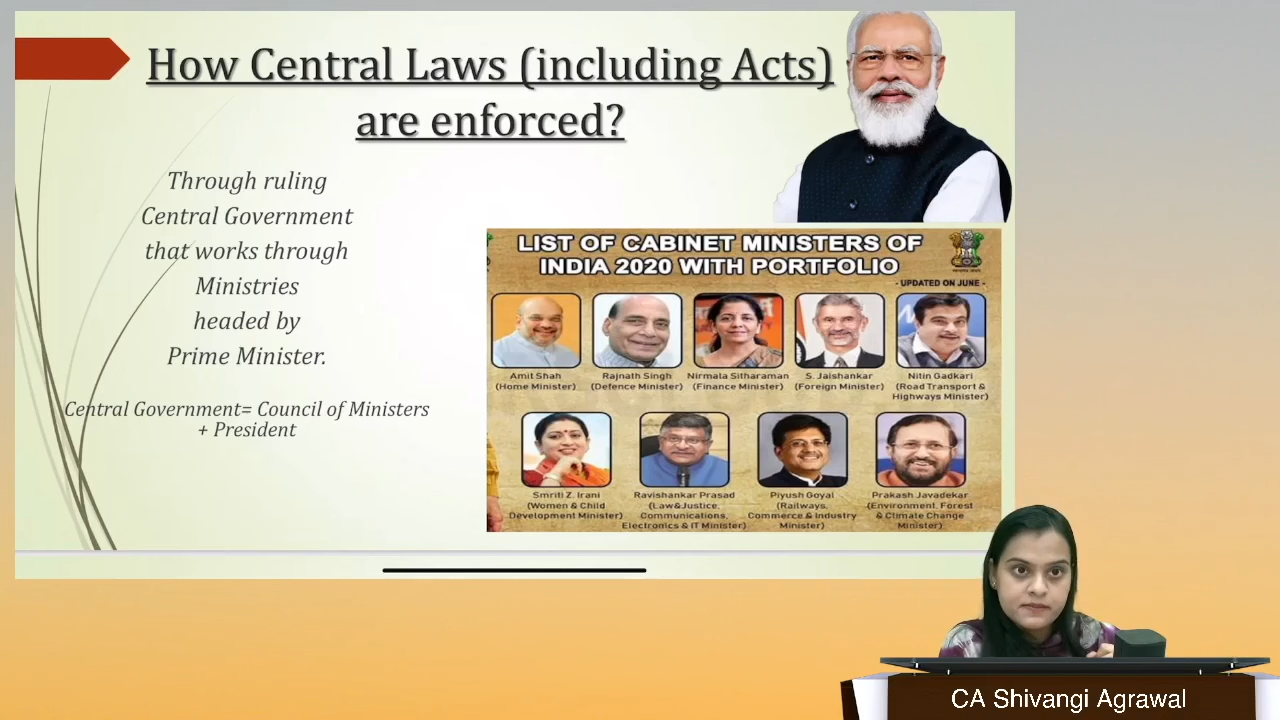 How Central Laws (including Acts)
are enforced?
Through ruling
Central Government
that works through
Ministries
headed by
Prime Minister.
Central Government= Council of Ministers
+ President
LIST OF CABINET MINISTERS OF
INDIA 2020 WITH PORTFOLIO
- UPDATED ON JUNE -
Amit Shah
(Home Minister)
Rajnath Singh
(Defence Minister)
Nirmala Sitharaman
(Finance Minister)
S. Jaishankar
(Foreign Minister)
Nitin Gadkari
(Road Transport &
Highways Minister)
Smriti Z. Irani
(Women & Child
Development Minister)
Ravishankar Prasad
(Law&Justice,
Communications,
Electronics & IT Minister)
Piyush Goyal
(Railways,
Commerce & Industry
Minister)
Prakash Javadekar
(Environment, Forest
& Climate Change
Minister)
CA Shivangi Agrawal